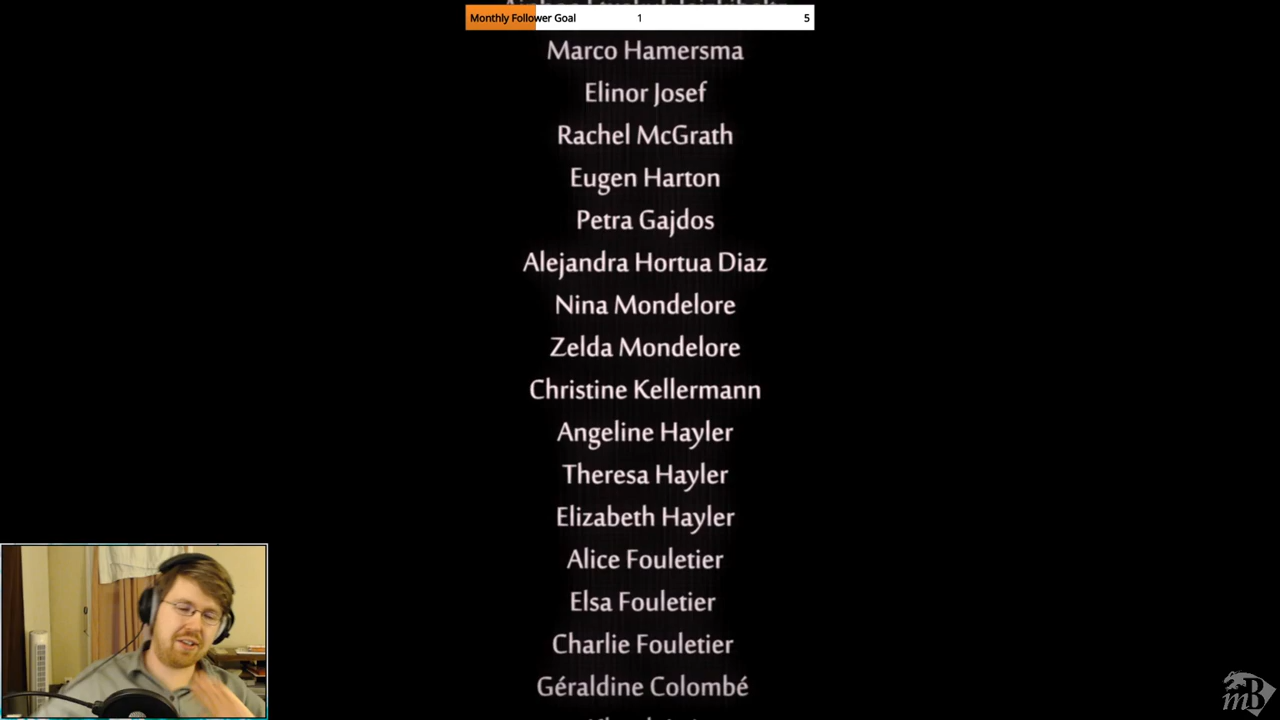 Monthly Follower Goal 1 5
Marco Hamersma
Elinor Josef
Rachel McGrath
Eugen Harton
Petra Gajdos
Alejandra Hortua Diaz
Nina Mondelore
Zelda Mondelore
Christine Kellermann
Angeline Hayler
Theresa Hayler
Elizabeth Hayler
Alice Fouletier
Elsa Fouletier
Charlie Fouletier
Géraldine Colombé
mB